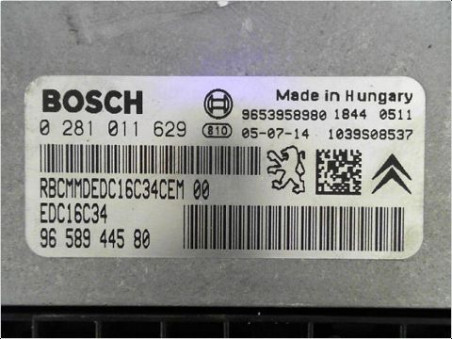 BOSCH
Made in Hungary
9653958980 1844 0511
0 281 011 629 810 05-07-14 1039S08537
RBCMMDEDC16C34CEM 00
EDC16C34
96 589 445 80